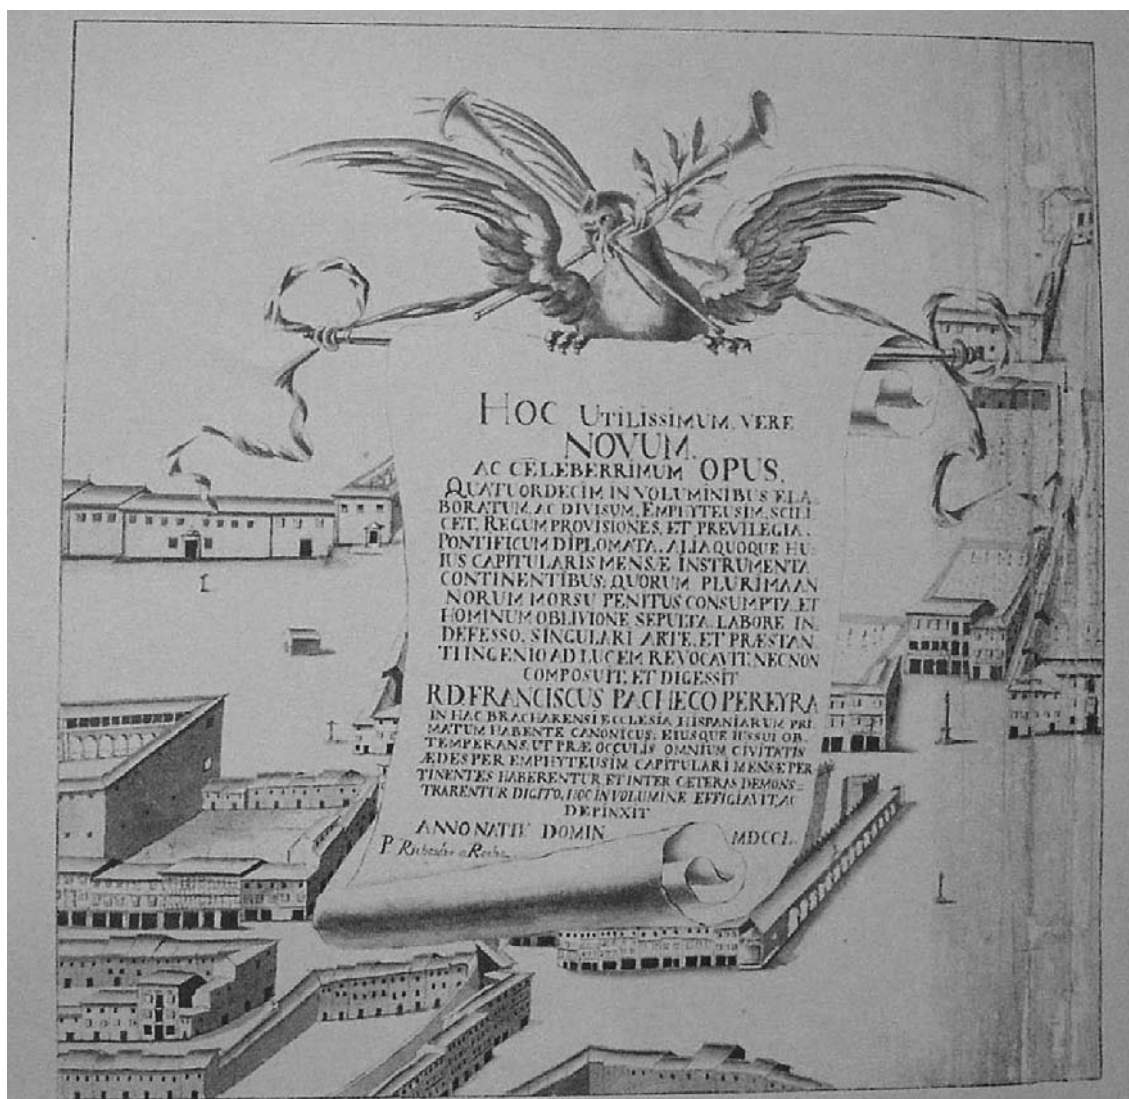 HOC UTILISSIMUM, VERE
NOVUM,
AC CELEBERRIMUM OPUS,
QUATUORDECIM IN VOLUMINIBUS ELA-
BORATUM, AC DIVISUM, EMPHYTEUSIM, SCILI
CET, REGUM PROVISIONES, ET PREVILEGIA,
PONTIFICUM DIPLOMATA, ALIA QUOQUE HU-
IUS CAPITULARIS MENSÆ INSTRUMENTA
CONTINENTIBUS; QUORUM PLURIMA AN
NORUM MORSU PENITUS CONSUMPTA, ET
HOMINUM OBLIVIONE SEPULTA, LABORE IN-
DEFESSO, SINGULARI ARTE, ET PRÆSTAN-
TI INGENIO AD LUCEM REVOCAVIT, NECNON
COMPOSUIT, ET DIGESSIT
R.D. FRANCISCUS PACHECO PEREYRA
IN HAC BRACHARENSI ECCLESIA HISPANIARUM PRI-
MATUM HABENTE CANONICUS; EIUSQUE IUSSUI OB-
TEMPERANS, UT PRÆ OCCULIS OMNIUM CIVITATIS
ÆDES PER EMPHYTEUSIM CAPITULARI MENSE PER
TINENTES HABERENTUR ET INTER CETERAS DEMONS-
TRARENTUR DIGITO, HOC IN VOLUMINE EFFIGIAVIT, AC
DEPINXIT
ANNO NATIV DOMIN MDCCL
P. Rocha